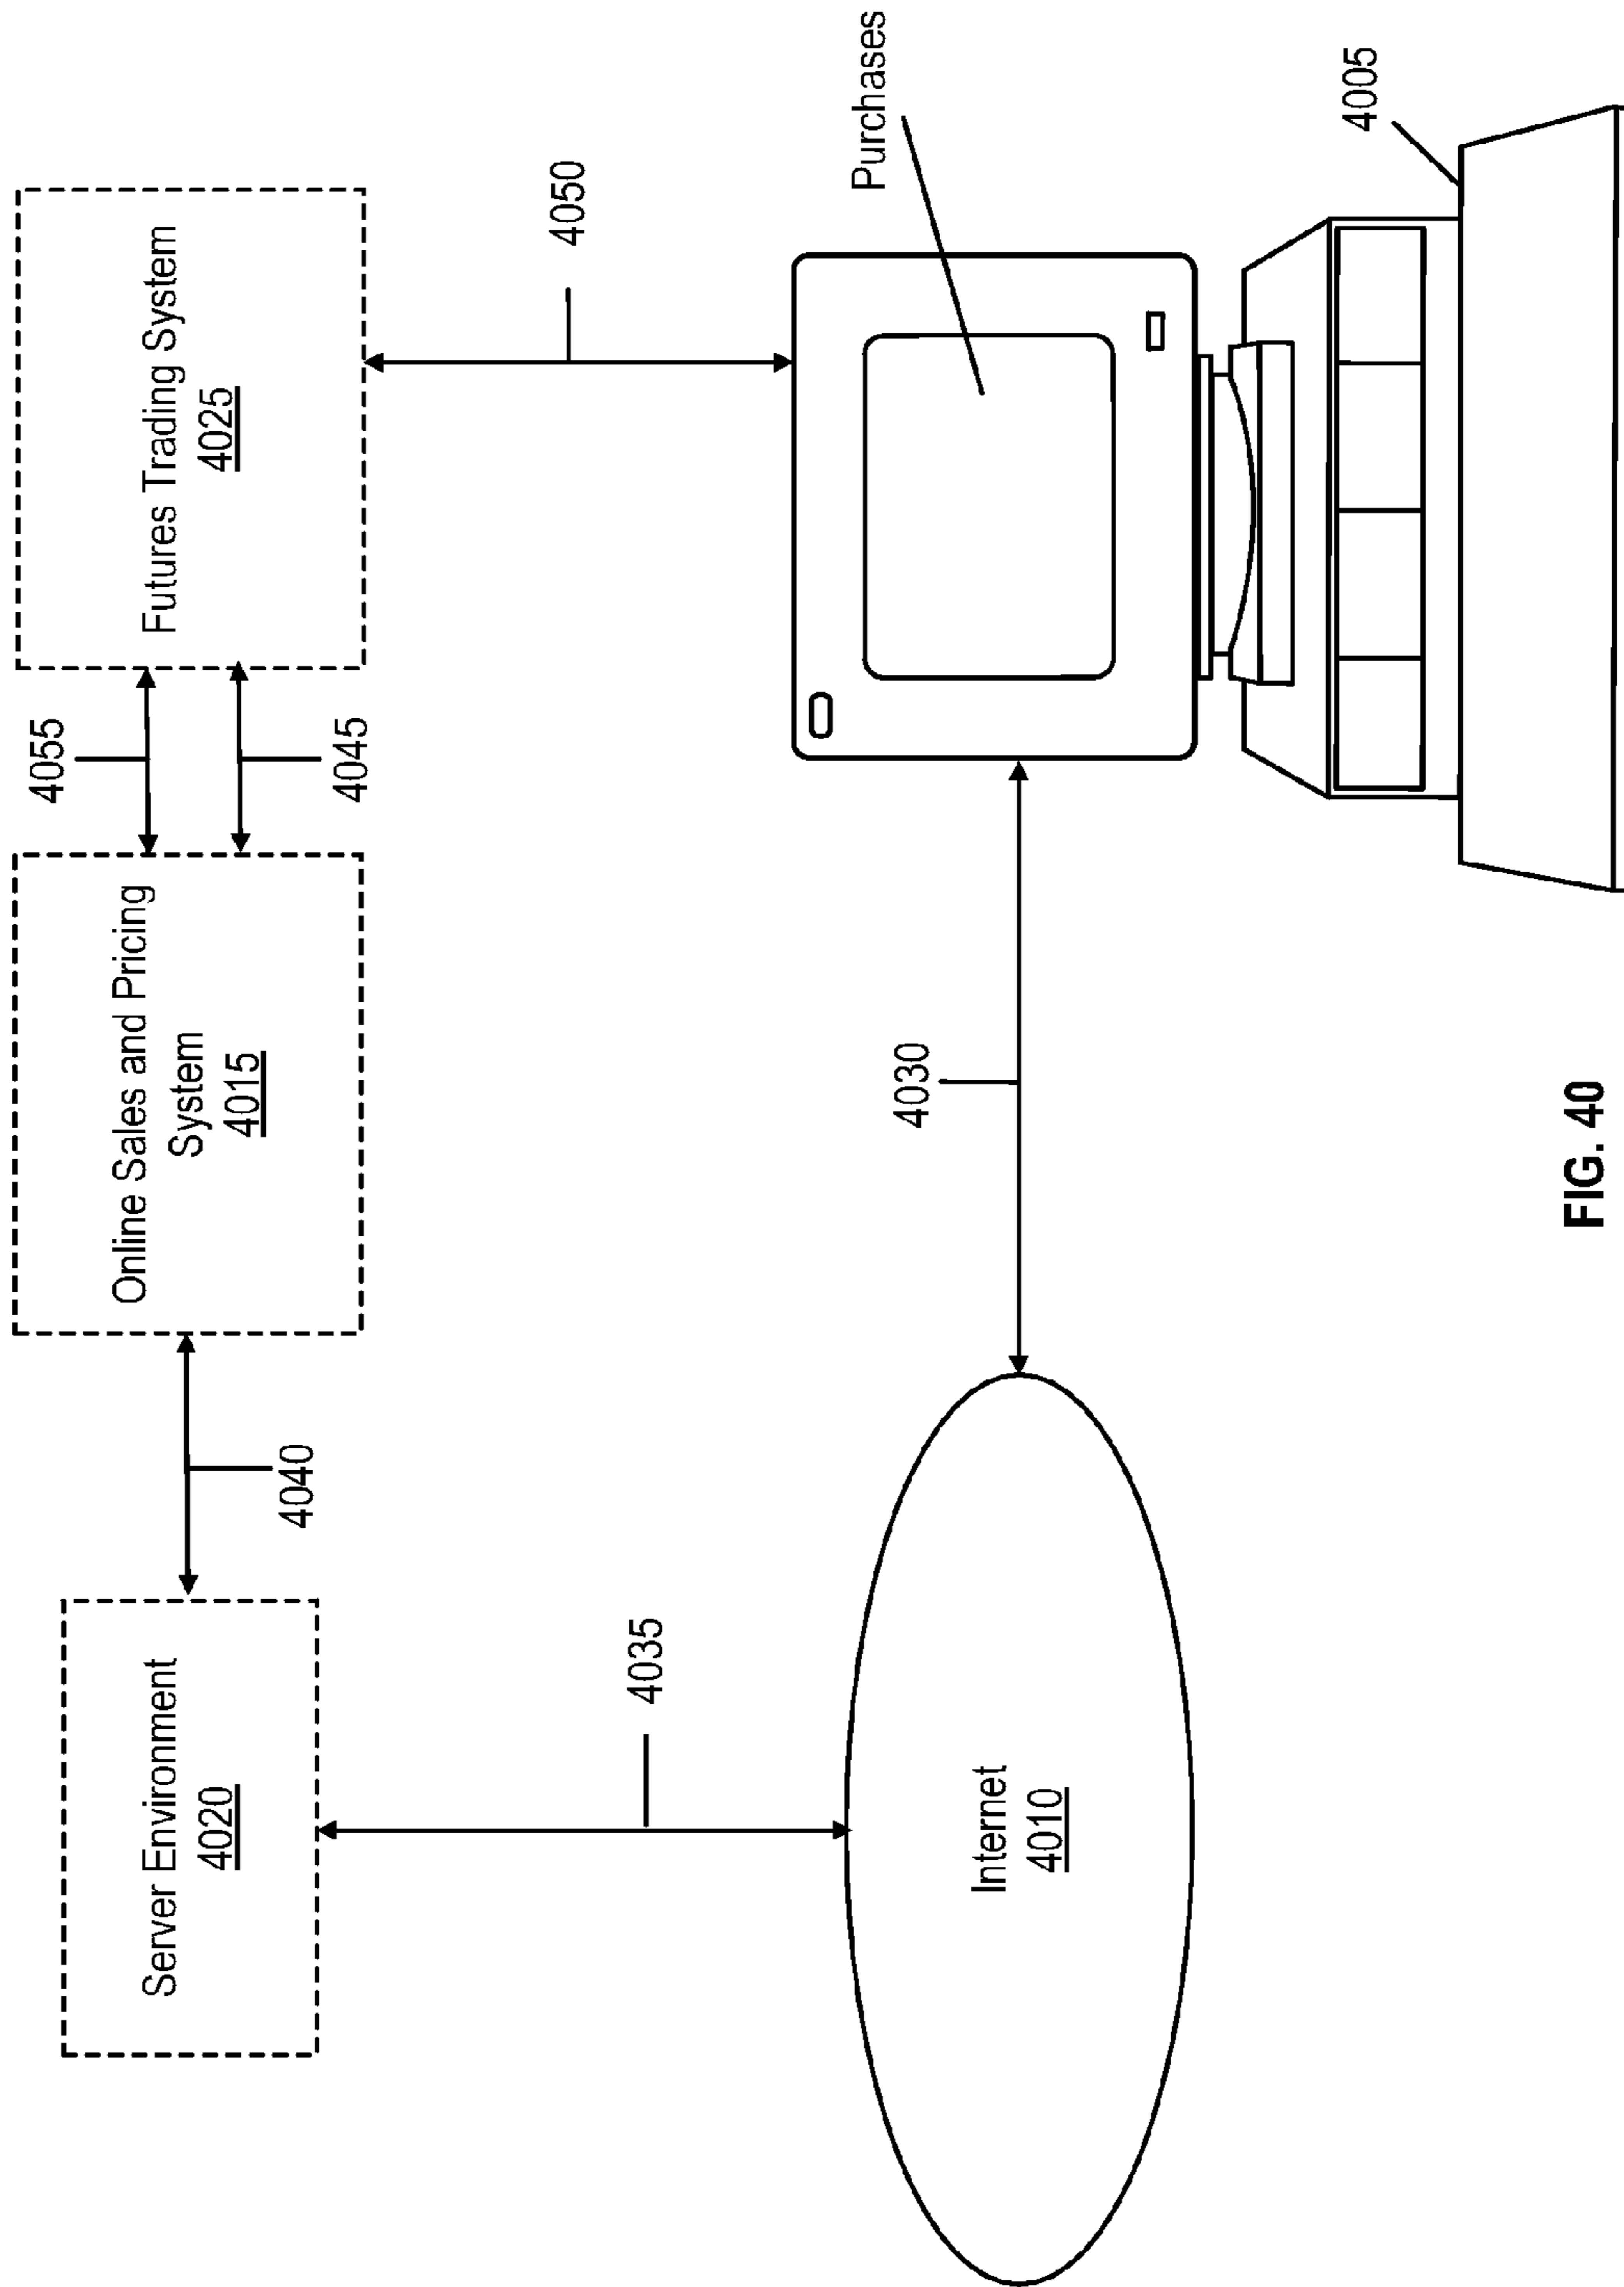 Server Environment
4020
4040
Online Sales and Pricing
System
4015
4055
4045
Futures Trading System
4025
4035
4050
Internet
4010
4030
Purchases
4005
FIG. 40